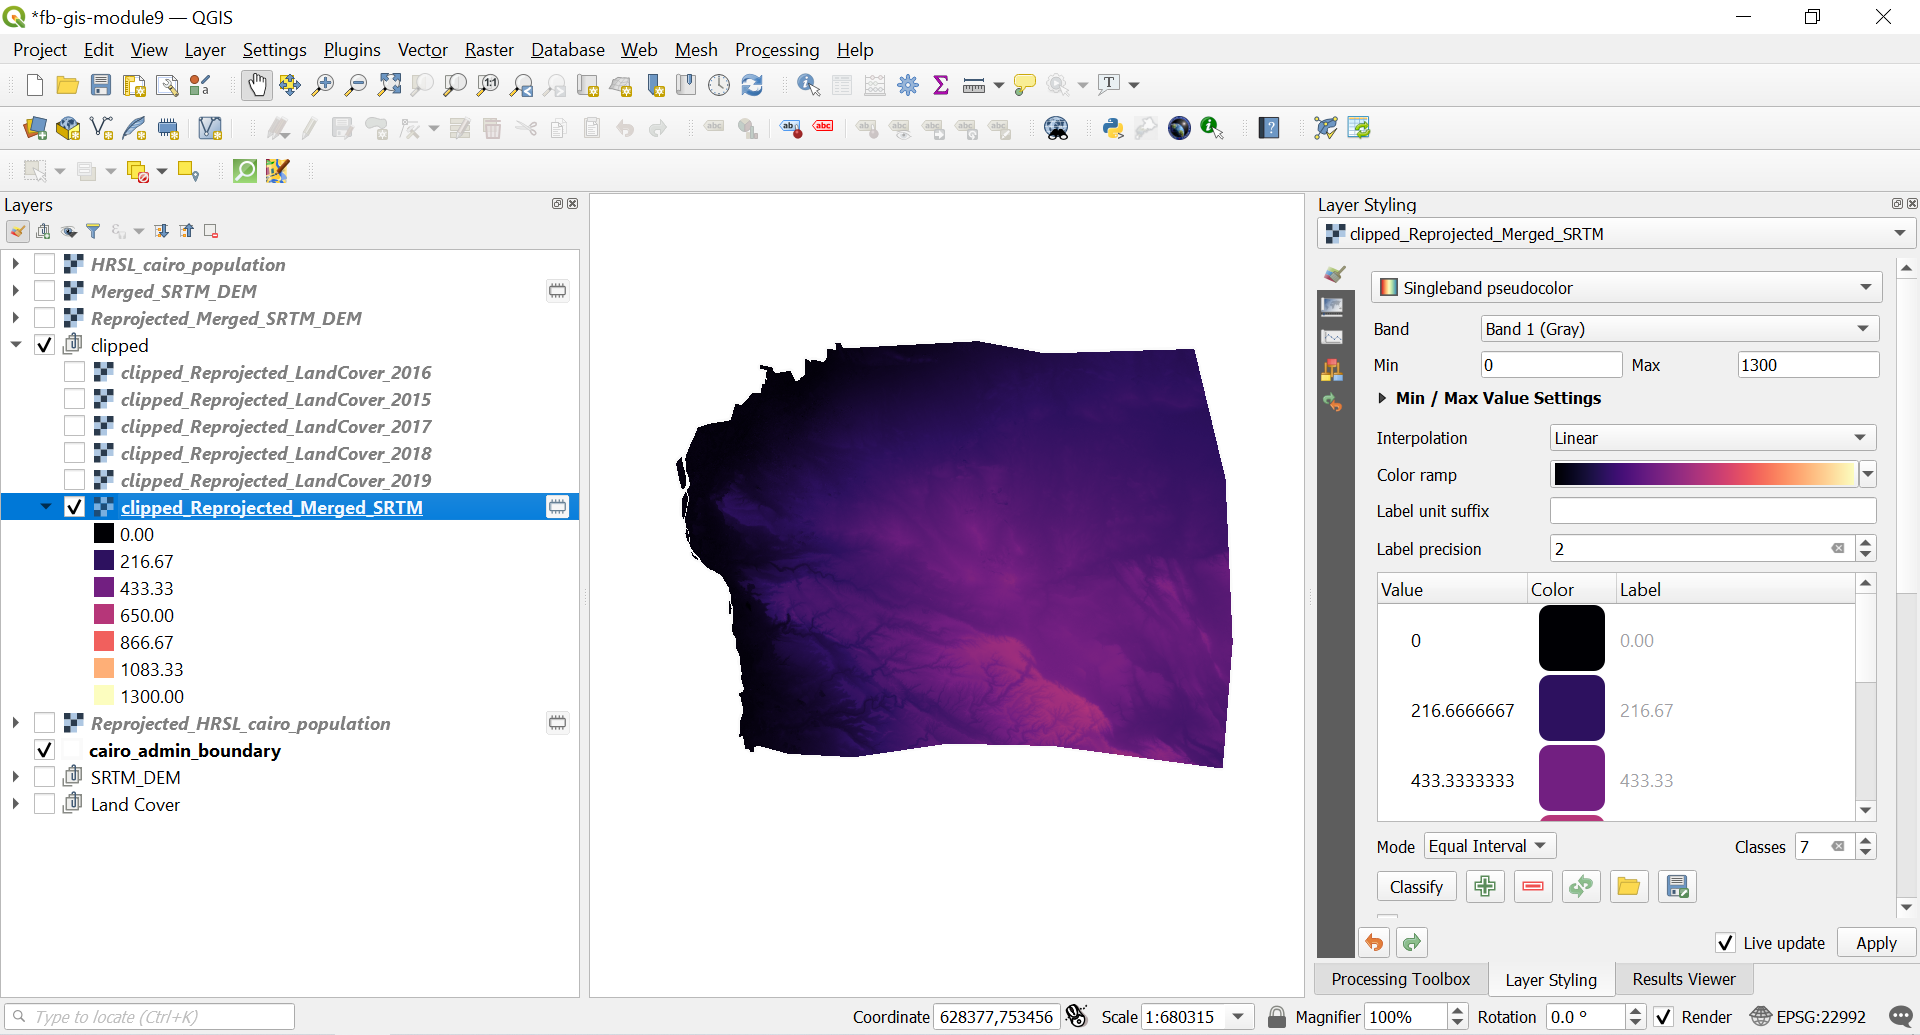 *fb-gis-module9 — QGIS
Project Edit View Layer Settings Plugins Vector Raster Database Web Mesh Processing Help
Layers
HRSL_cairo_population
Merged_SRTM_DEM
Reprojected_Merged_SRTM_DEM
clipped
clipped_Reprojected_LandCover_2016
clipped_Reprojected_LandCover_2015
clipped_Reprojected_LandCover_2017
clipped_Reprojected_LandCover_2018
clipped_Reprojected_LandCover_2019
clipped_Reprojected_Merged_SRTM
0.00
216.67
433.33
650.00
866.67
1083.33
1300.00
Reprojected_HRSL_cairo_population
cairo_admin_boundary
SRTM_DEM
Land Cover
Layer Styling
clipped_Reprojected_Merged_SRTM
Singleband pseudocolor
Band Band 1 (Gray)
Min 0 Max 1300
Min / Max Value Settings
Interpolation Linear
Color ramp
Label unit suffix
Label precision 2
Value Color Label
0 0.00
216.6666667 216.67
433.3333333 433.33
Mode Equal Interval Classes 7
Classify
Live update Apply
Processing Toolbox Layer Styling Results Viewer
Type to locate (Ctrl+K) Coordinate 628377,753456 Scale 1:680315 Magnifier 100% Rotation 0.0 ° Render EPSG:22992